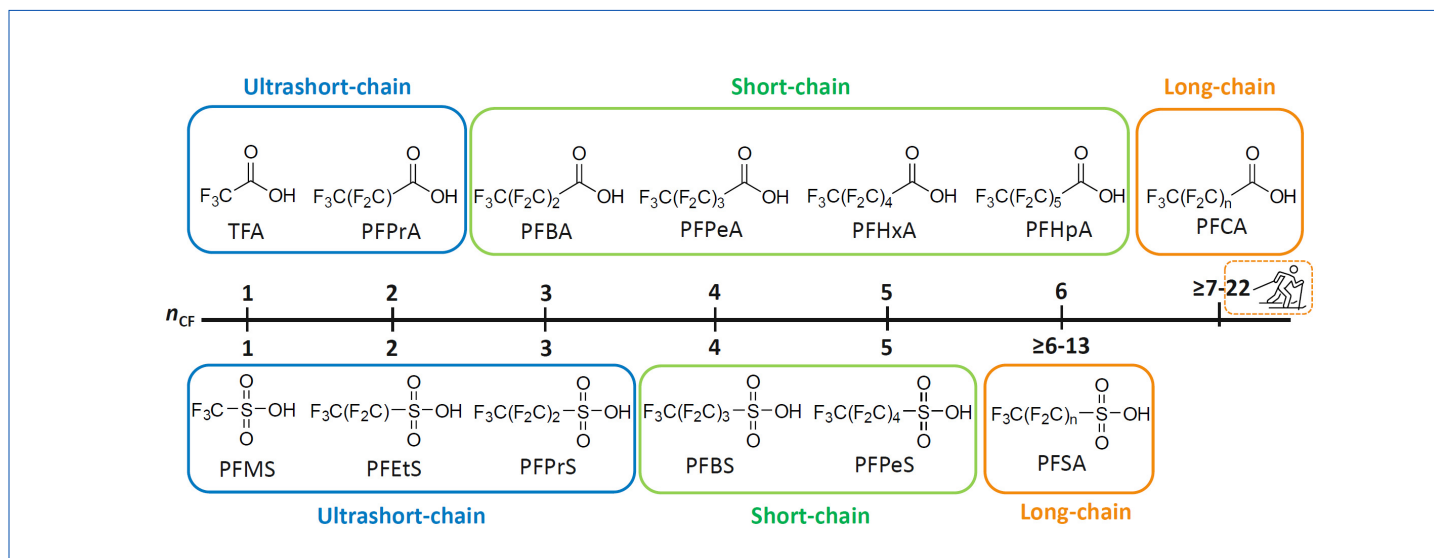 Ultrashort-chain Short-chain Long-chain
O O O O O O O
F₃C OH F₃C(F₂C) OH F₃C(F₂C)₂ OH F₃C(F₂C)₃ OH F₃C(F₂C)₄ OH F₃C(F₂C)₅ OH F₃C(F₂C)ₙ OH
TFA PFPrA PFBA PFPeA PFHxA PFHpA PFCA
1 2 3 4 5 6 ≥7-22
n_CF
1 2 3 4 5 ≥6-13
O O O O O O
F₃C S OH F₃C(F₂C) S OH F₃C(F₂C)₂ S OH F₃C(F₂C)₃ S OH F₃C(F₂C)₄ S OH F₃C(F₂C)ₙ S OH
O O O O O O
PFMS PFEtS PFPrS PFBS PFPeS PFSA
Ultrashort-chain Short-chain Long-chain